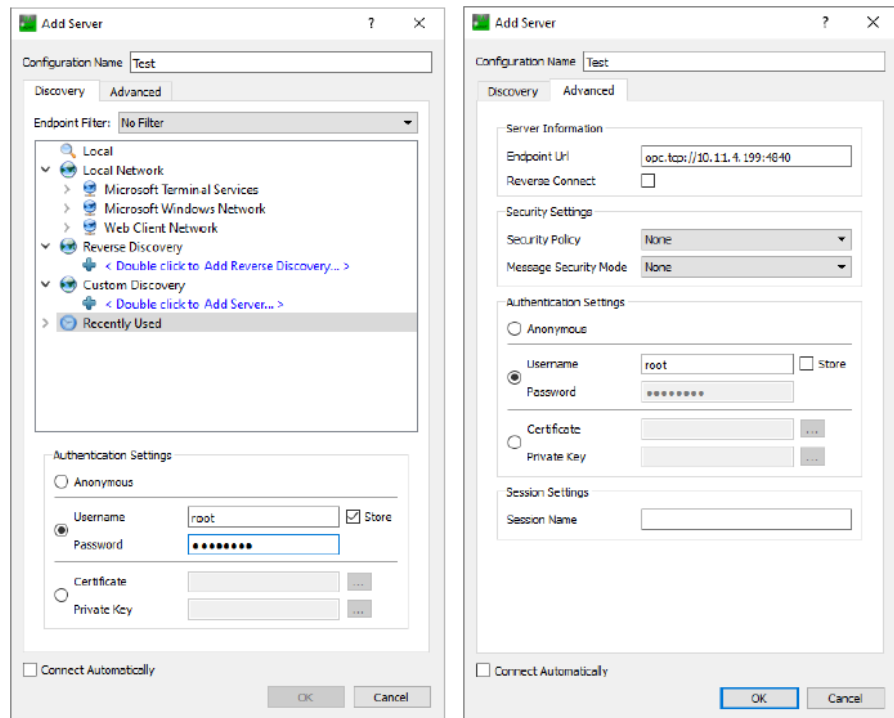 Add Server ?
Configuration Name Test
Discovery Advanced
Endpoint Filter: No Filter
Local
Local Network
Microsoft Terminal Services
Microsoft Windows Network
Web Client Network
Reverse Discovery
< Double click to Add Reverse Discovery... >
Custom Discovery
< Double click to Add Server... >
Recently Used
Authentication Settings
Anonymous
Username root Store
Password ●●●●●●●●
Certificate ...
Private Key ...
Connect Automatically
OK Cancel
Add Server ?
Configuration Name Test
Discovery Advanced
Server Information
Endpoint Url opc.tcp://10.11.4.199:4840
Reverse Connect
Security Settings
Security Policy None
Message Security Mode None
Authentication Settings
Anonymous
Username root Store
Password ●●●●●●●●
Certificate ...
Private Key ...
Session Settings
Session Name
Connect Automatically
OK Cancel